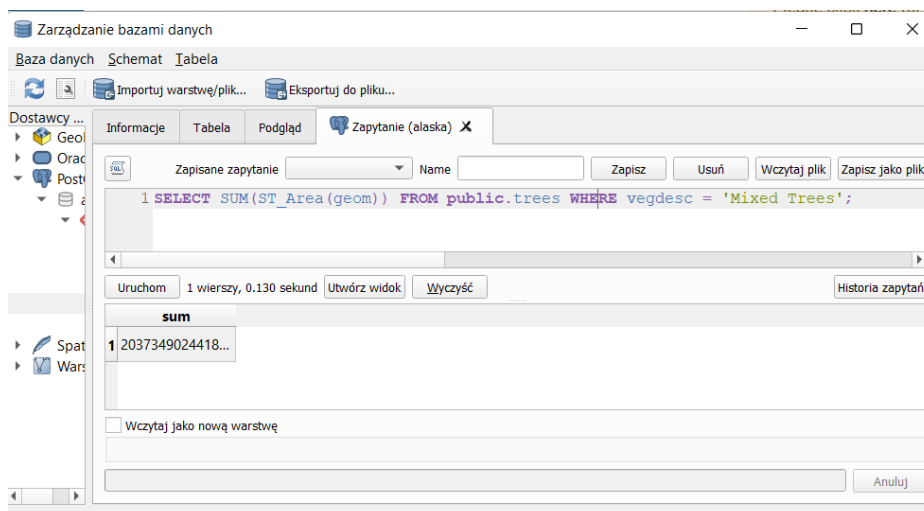 Zarządzanie bazami danych
Baza danych Schemat Tabela
Importuj warstwę/plik... Eksportuj do pliku...
Dostawcy ...
Informacje Tabela Podgląd Zapytanie (alaska) X
Geol
Orac
Post
a
SQL Zapisane zapytanie Name Zapisz Usuń Wczytaj plik Zapisz jako plik
1 SELECT SUM(ST_Area(geom)) FROM public.trees WHERE vegdesc = 'Mixed Trees';
Uruchom 1 wierszy, 0.130 sekund Utwórz widok Wyczyść Historia zapytań
sum
1 2037349024418...
Spat
Wars
Wczytaj jako nową warstwę
Anuluj